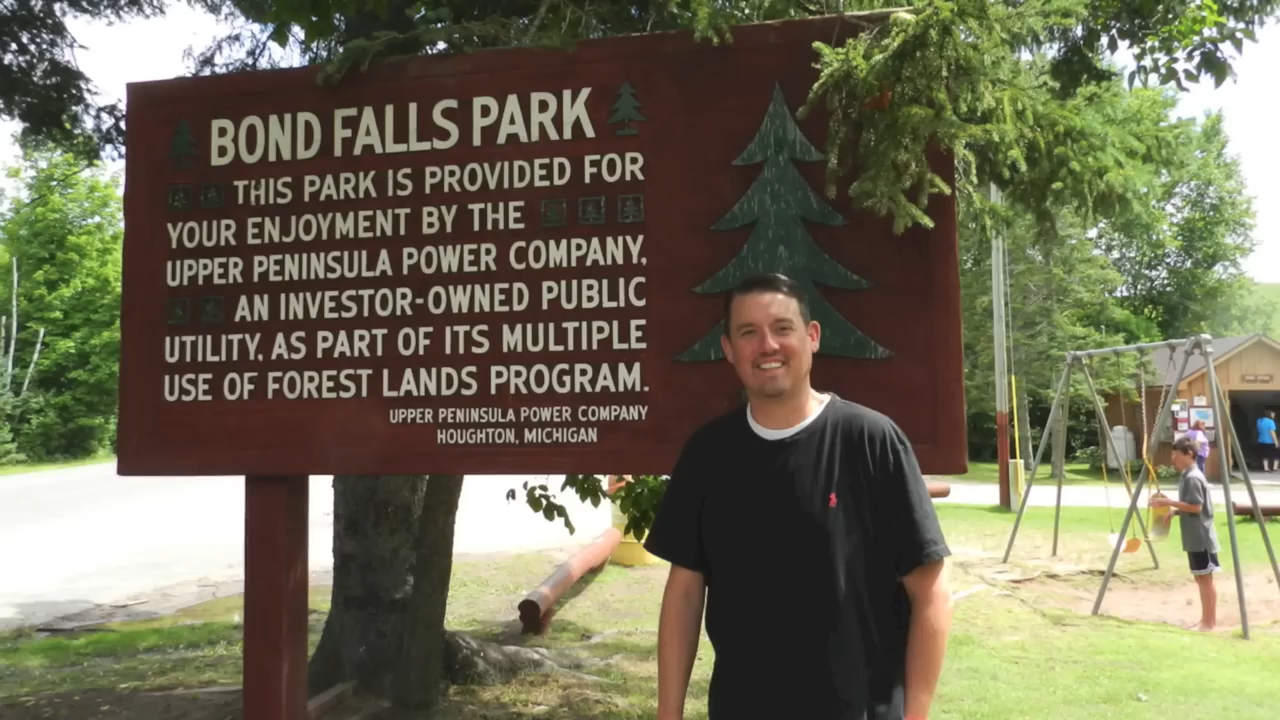 BOND FALLS PARK
THIS PARK IS PROVIDED FOR
YOUR ENJOYMENT BY THE
UPPER PENINSULA POWER COMPANY,
AN INVESTOR-OWNED PUBLIC
UTILITY, AS PART OF ITS MULTIPLE
USE OF FOREST LANDS PROGRAM.
UPPER PENINSULA POWER COMPANY
HOUGHTON, MICHIGAN